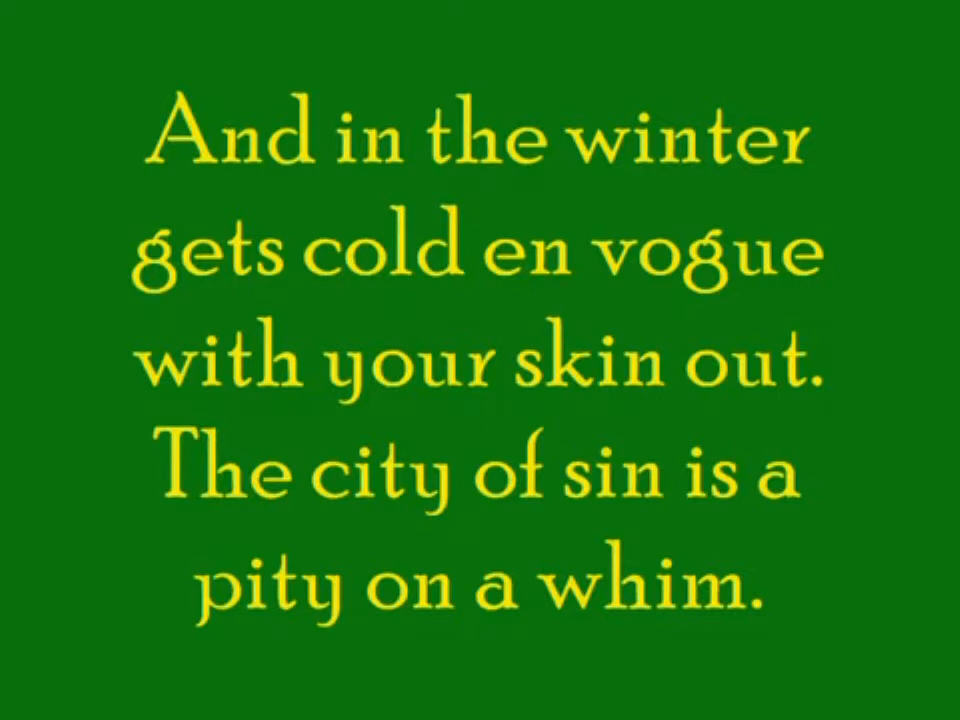 And in the winter
gets cold en vogue
with your skin out.
The city of sin is a
pity on a whim.